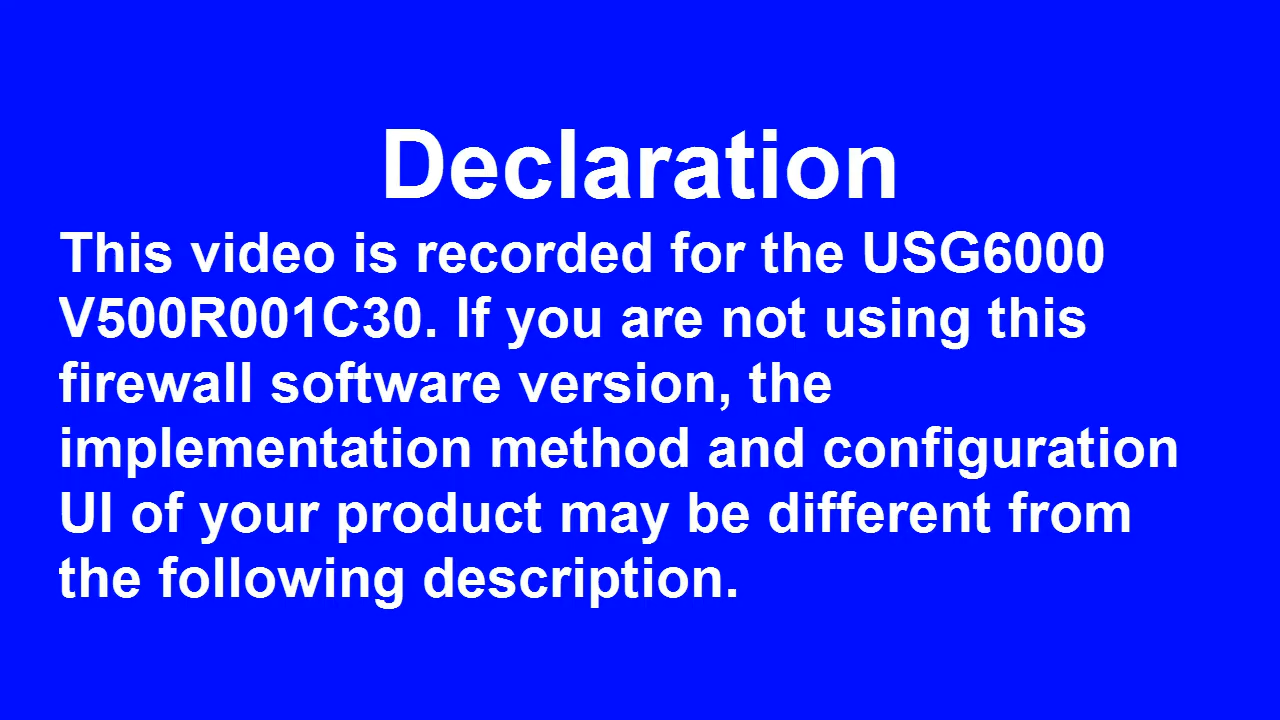 Declaration
This video is recorded for the USG6000
V500R001C30. If you are not using this
firewall software version, the
implementation method and configuration
UI of your product may be different from
the following description.